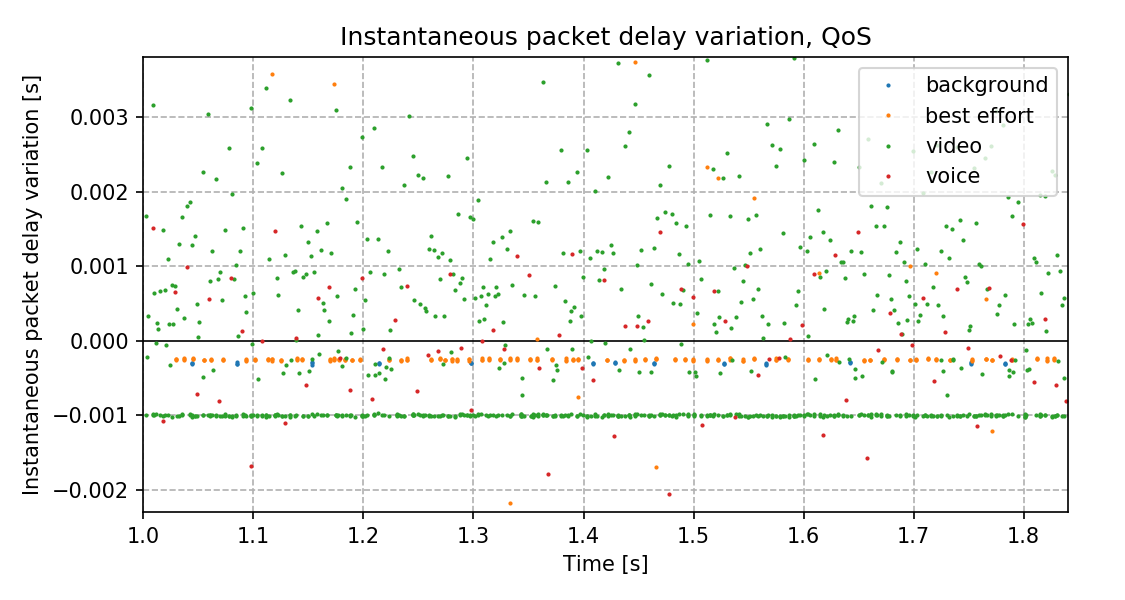 Instantaneous packet delay variation, QoS
Instantaneous packet delay variation [s]
0.003
0.002
0.001
0.000
−0.001
−0.002
background
best effort
video
voice
1.0 1.1 1.2 1.3 1.4 1.5 1.6 1.7 1.8
Time [s]